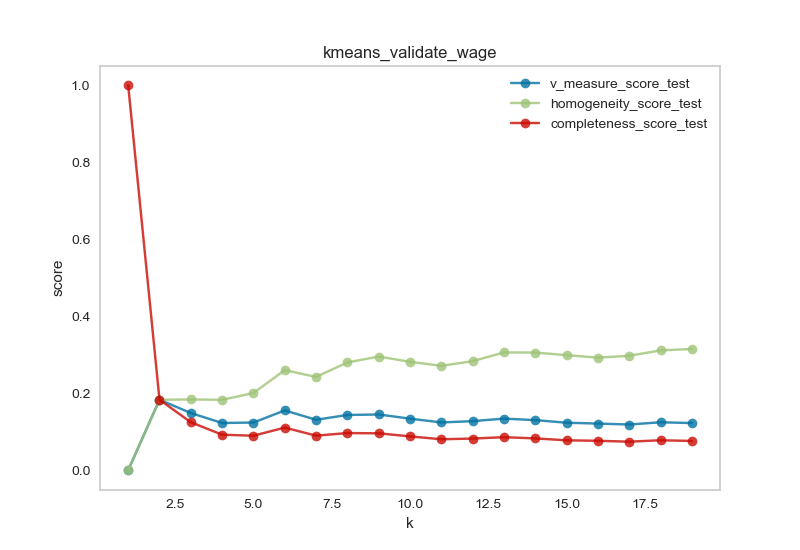 kmeans_validate_wage
v_measure_score_test
homogeneity_score_test
completeness_score_test
score
1.0
0.8
0.6
0.4
0.2
0.0
2.5 5.0 7.5 10.0 12.5 15.0 17.5
k